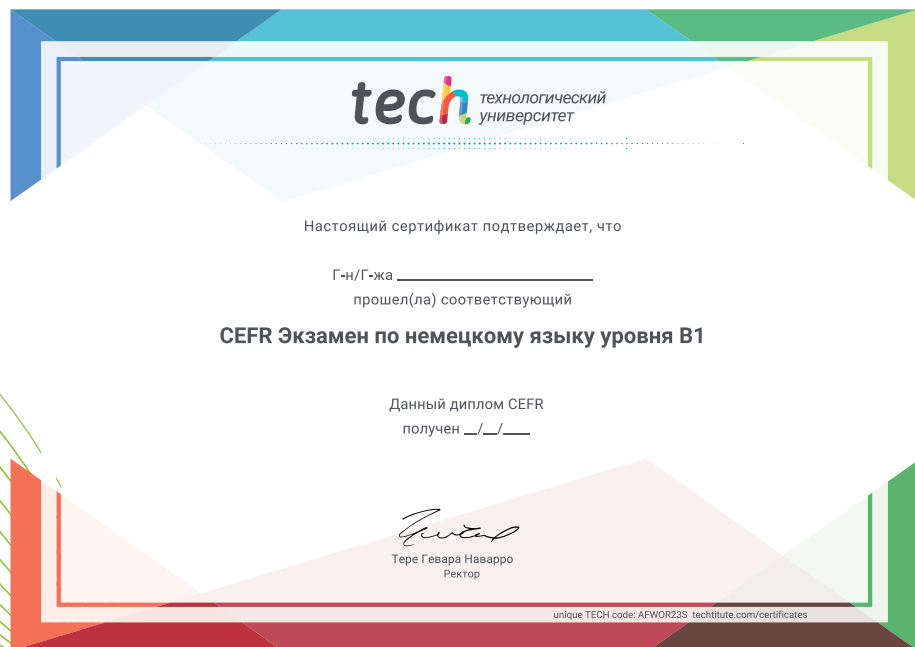 tech технологический
университет
Настоящий сертификат подтверждает, что
Г-н/Г-жа
прошел(ла) соответствующий
CEFR Экзамен по немецкому языку уровня B1
Данный диплом CEFR
получен __/__/____
Тере Гевара Наварро
Ректор
unique TECH code: AFWOR23S techtitute.com/certificates